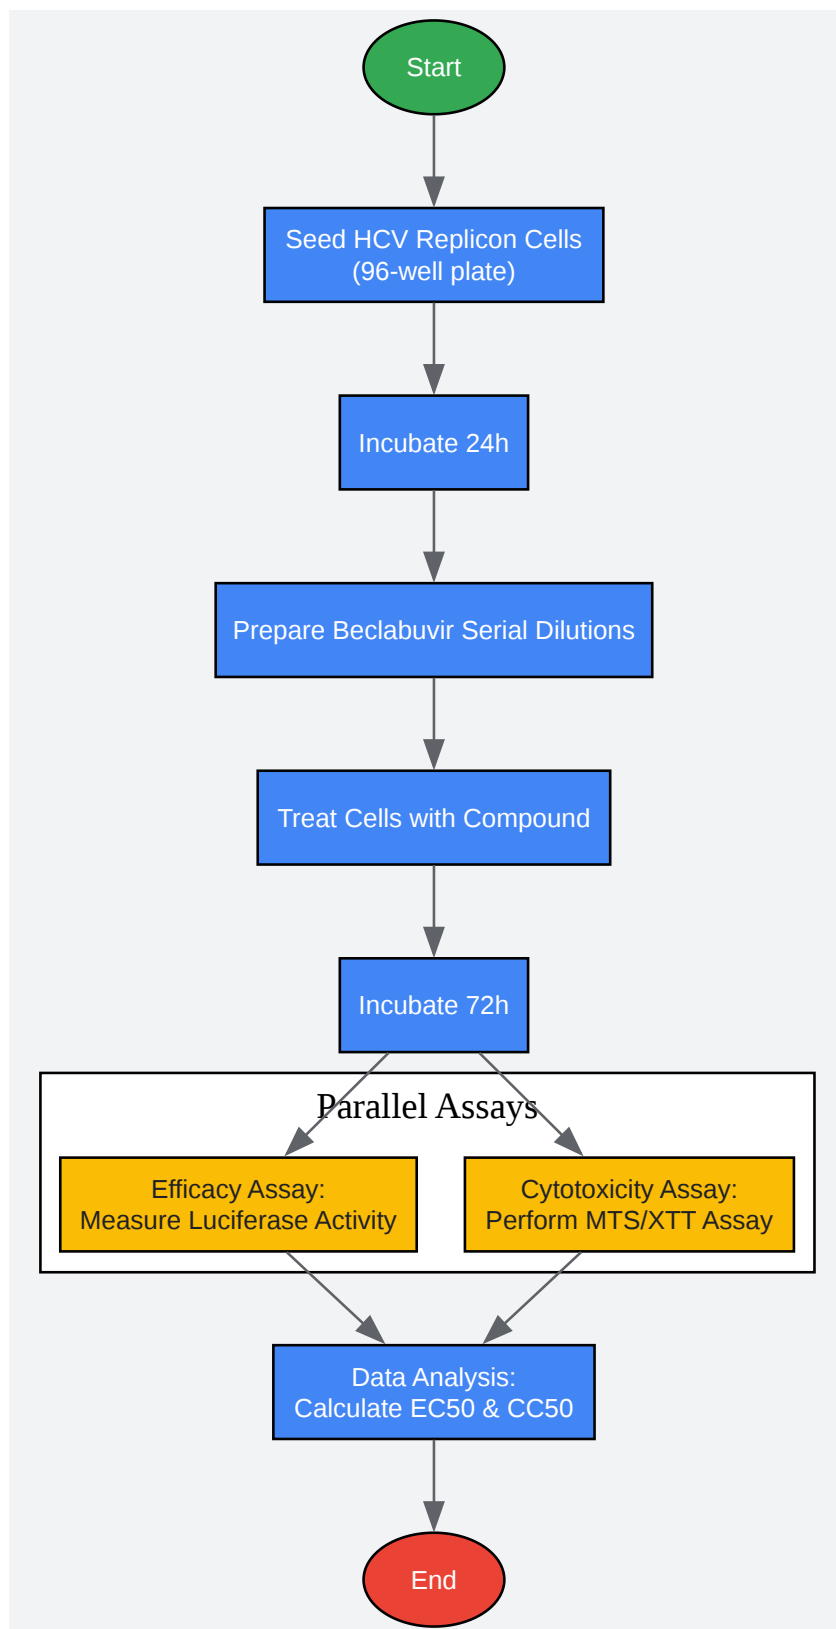 Start
Seed HCV Replicon Cells
(96-well plate)
Incubate 24h
Prepare Beclabuvir Serial Dilutions
Treat Cells with Compound
Incubate 72h
Parallel Assays
Efficacy Assay:
Measure Luciferase Activity
Cytotoxicity Assay:
Perform MTS/XTT Assay
Data Analysis:
Calculate EC50 & CC50
End